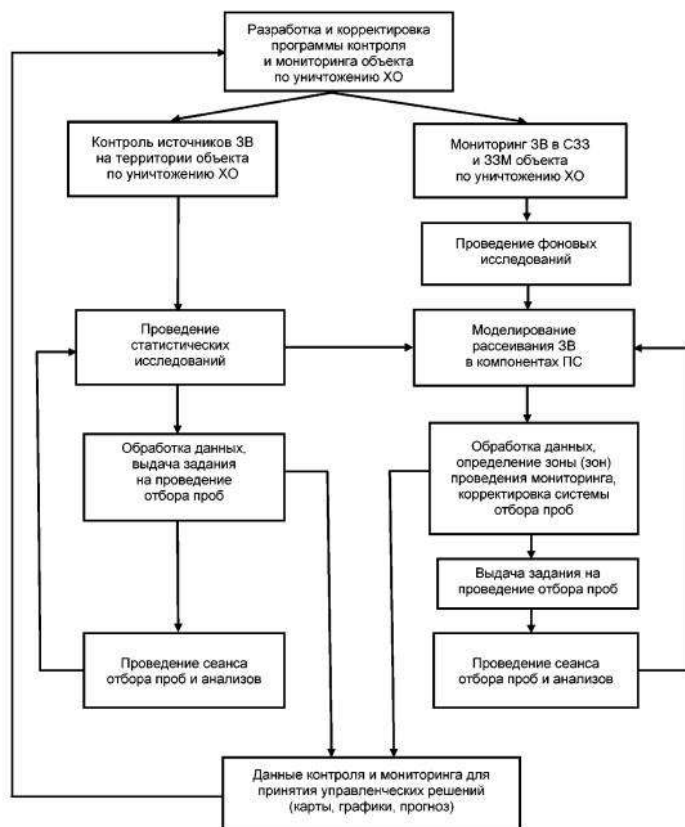 Разработка и корректировка
программы контроля
и мониторинга объекта
по уничтожению ХО
Контроль источников ЗВ
на территории объекта
по уничтожению ХО
Мониторинг ЗВ в СЗЗ
и ЗЗМ объекта
по уничтожению ХО
Проведение фоновых
исследований
Проведение
статистических
исследований
Моделирование
рассеивания ЗВ
в компонентах ПС
Обработка данных,
выдача задания
на проведение
отбора проб
Обработка данных,
определение зоны (зон)
проведения мониторинга,
корректировка системы
отбора проб
Выдача задания на
проведение отбора проб
Проведение сеанса
отбора проб и анализов
Проведение сеанса
отбора проб и анализов
Данные контроля и мониторинга для
принятия управленческих решений
(карты, графики, прогноз)